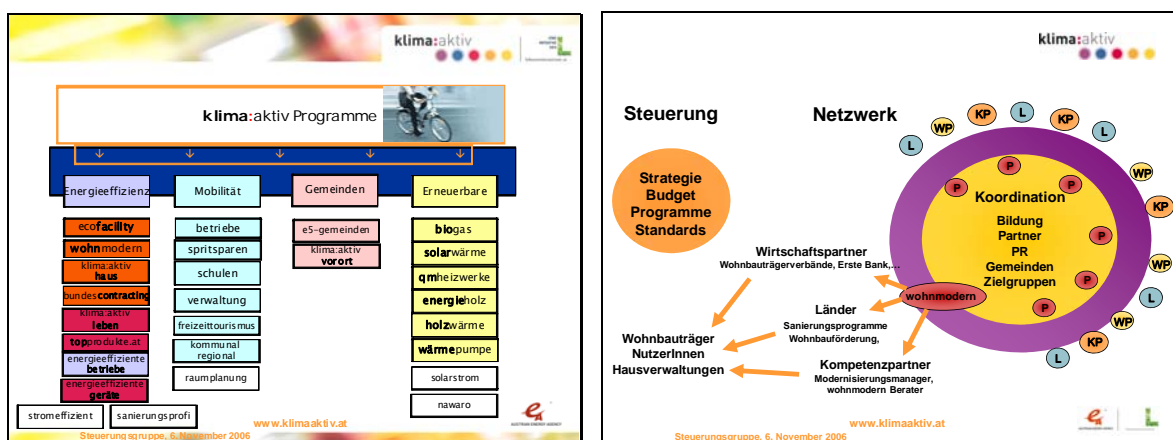 klima:aktiv
klima:aktiv Programme
Energieeffizienz
Mobilität
Gemeinden
Erneuerbare
ecofacility
wohnmodern
klima:aktiv
haus
bundescontracting
klima:aktiv
leben
topprodukte.at
energieeffiziente
betriebe
energieeffiziente
geräte
stromeffizient
sanierungsprofi
betriebe
spritsparen
schulen
verwaltung
freizeittourismus
kommunal
regional
raumplanung
e5-gemeinden
klima:aktiv
vorort
biogas
solarwärme
qmheizwerke
energieholz
holzwärme
wärmepumpe
solarstrom
nawaro
www.klimaaktiv.at
Steuerungsgruppe, 6. November 2006
AUSTRIAN ENERGY AGENCY
klima:aktiv
Steuerung
Netzwerk
Strategie
Budget
Programme
Standards
L
WP
KP
L
KP
L
WP
KP
WP
L
WP
KP
L
P
P
P
P
P
P
P
Koordination
Bildung
Partner
PR
Gemeinden
Zielgruppen
wohnmodern
Wirtschaftspartner
Wohnbauträgerverbände, Erste Bank,...
Länder
Sanierungsprogramme
Wohnbauförderung,
Wohnbauträger
NutzerInnen
Hausverwaltungen
Kompetenzpartner
Modernisierungsmanager,
wohnmodern Berater
www.klimaaktiv.at
Steuerungsgruppe, 6. November 2006